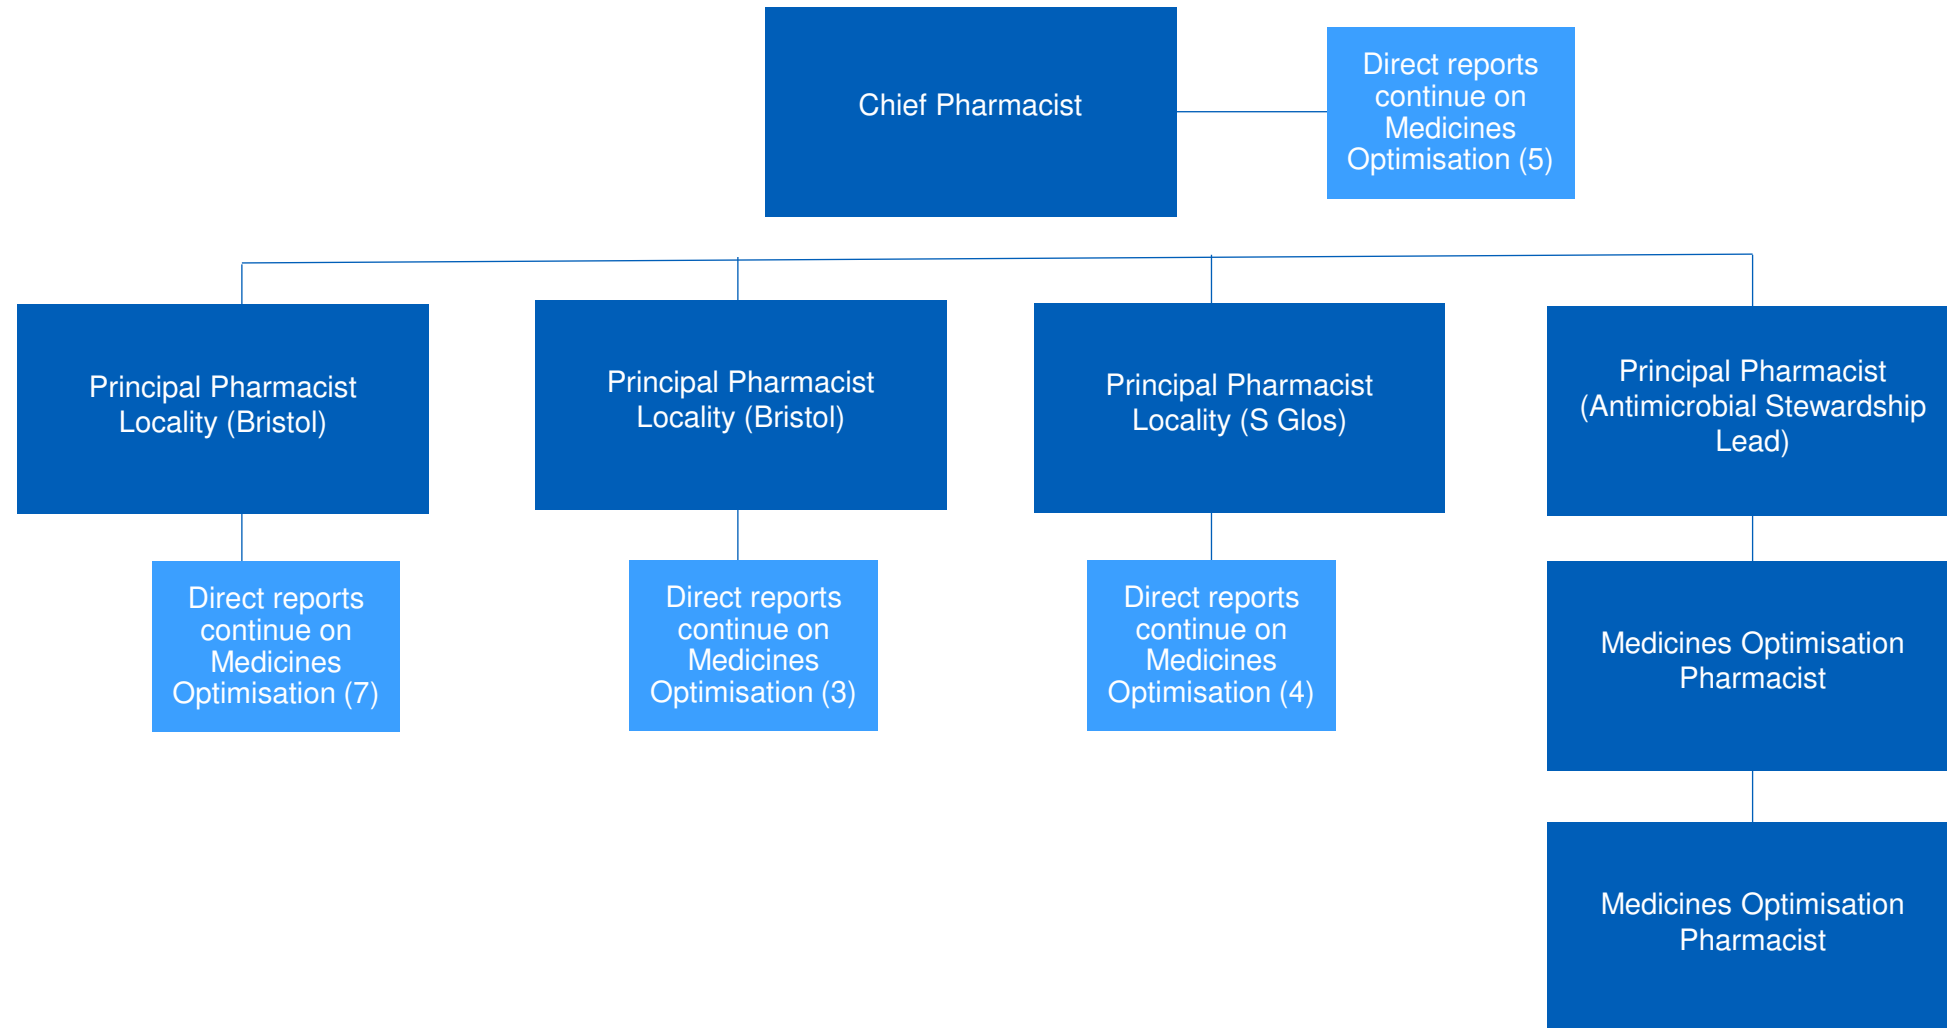 Chief Pharmacist
Direct reports
continue on
Medicines
Optimisation (5)
Principal Pharmacist
Locality (Bristol)
Principal Pharmacist
Locality (Bristol)
Principal Pharmacist
Locality (S Glos)
Principal Pharmacist
(Antimicrobial Stewardship
Lead)
Direct reports
continue on
Medicines
Optimisation (7)
Direct reports
continue on
Medicines
Optimisation (3)
Direct reports
continue on
Medicines
Optimisation (4)
Medicines Optimisation
Pharmacist
Medicines Optimisation
Pharmacist